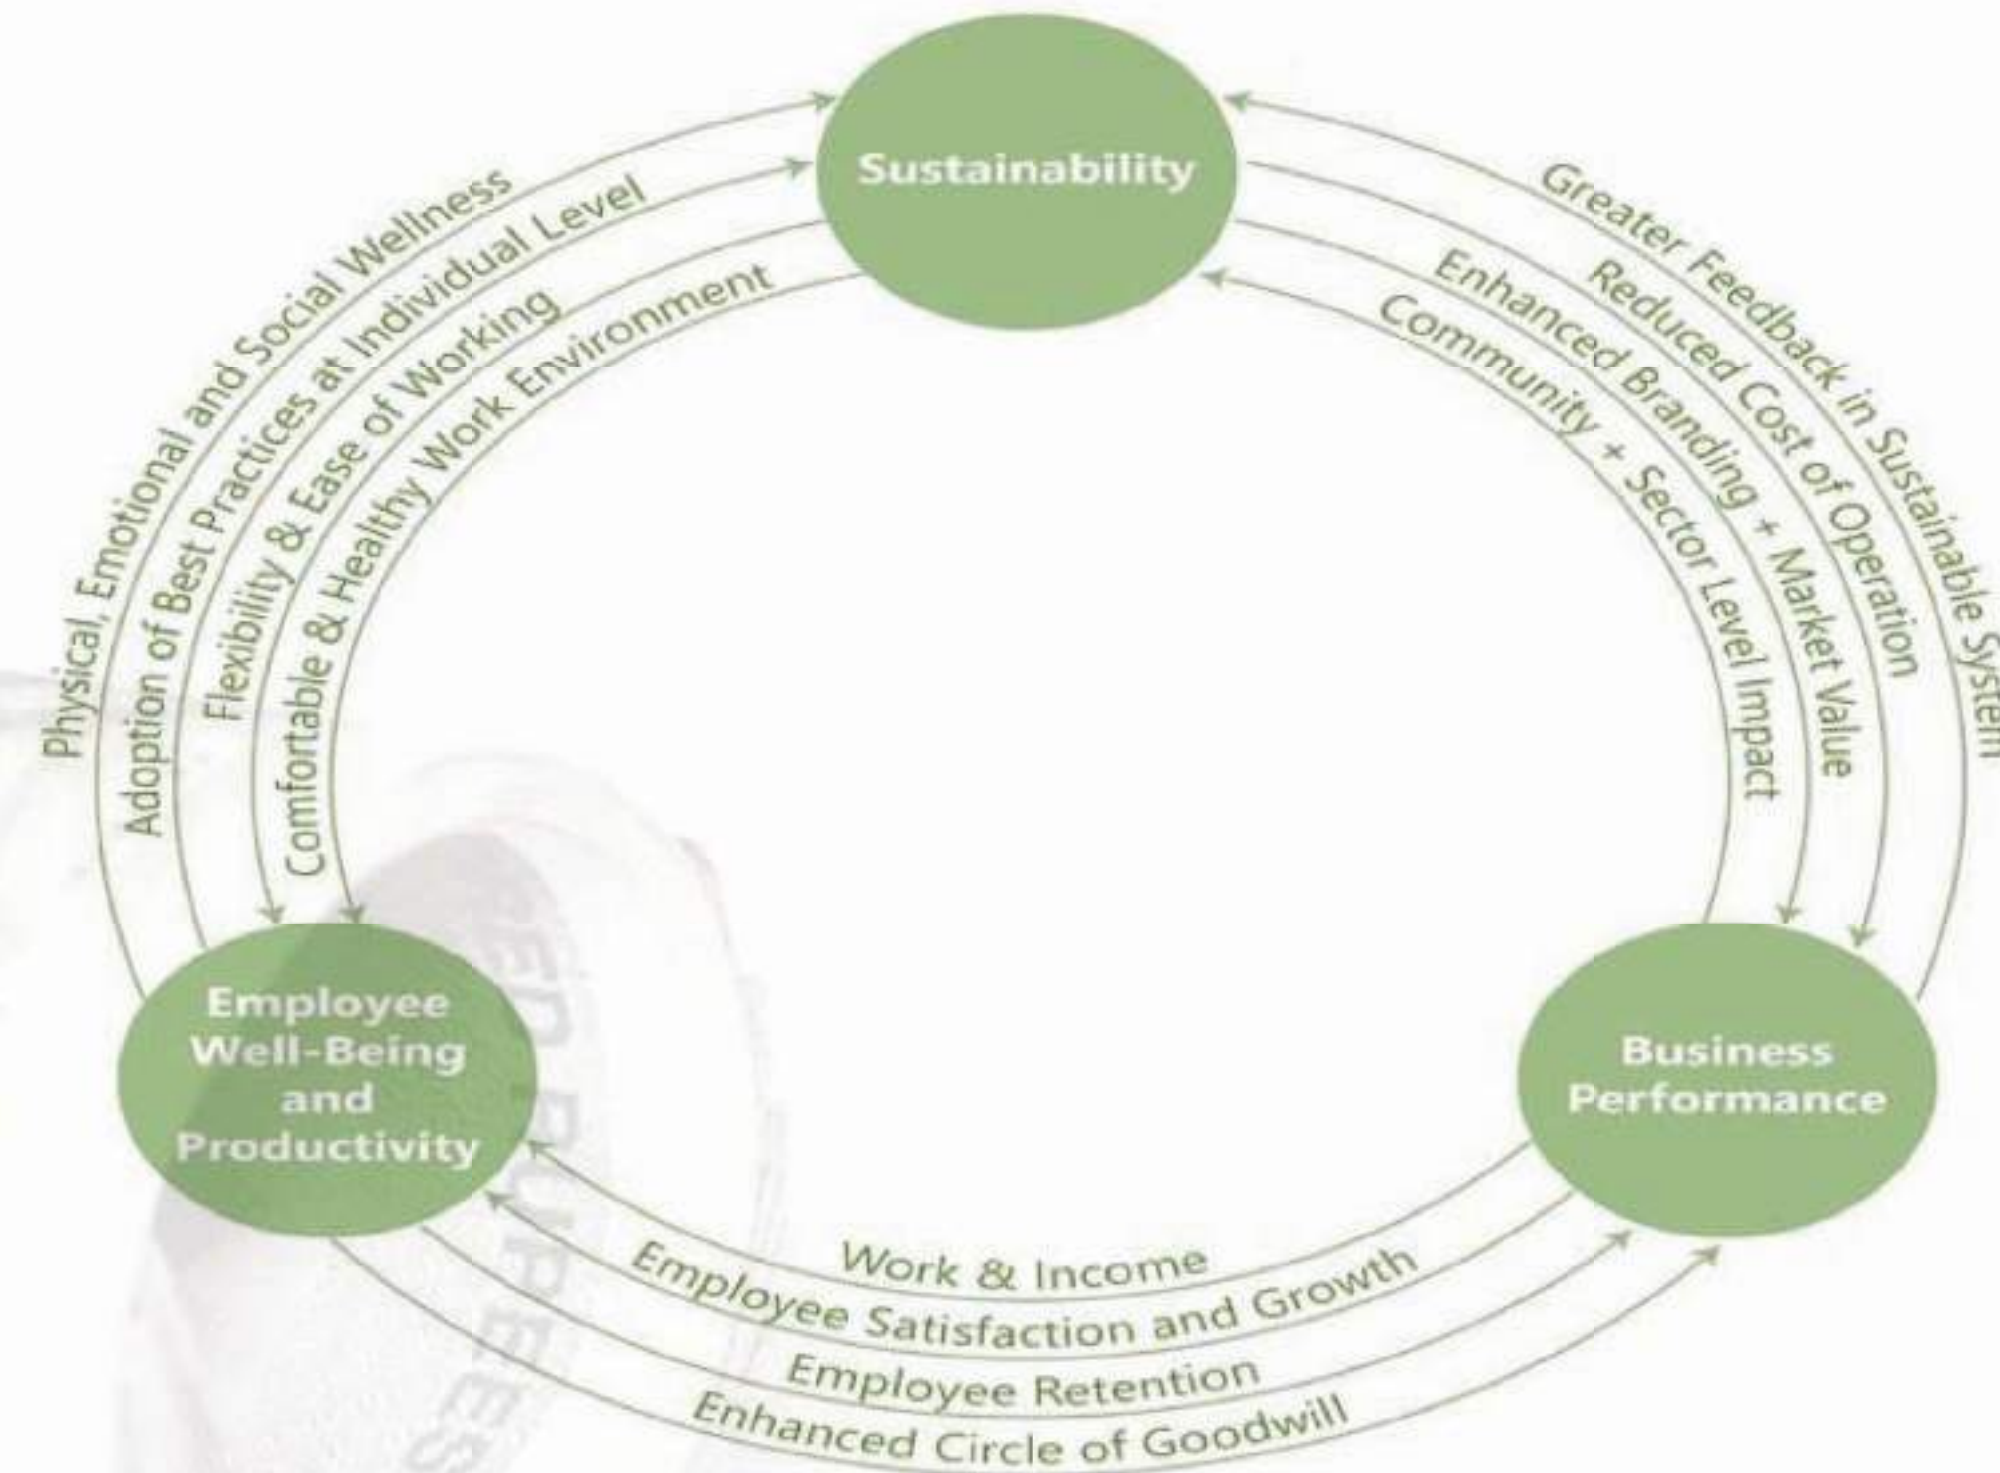 Sustainability
Physical, Emotional and Social Wellness
Adoption of Best Practices at Individual Level
Flexibility & Ease of Working
Comfortable & Healthy Work Environment
Greater Feedback in Sustainable System
Reduced Cost of Operation
Enhanced Branding + Market Value
Community + Sector Level Impact
Employee
Well-Being
and
Productivity
Business
Performance
Work & Income
Employee Satisfaction and Growth
Employee Retention
Enhanced Circle of Goodwill
RUPEES